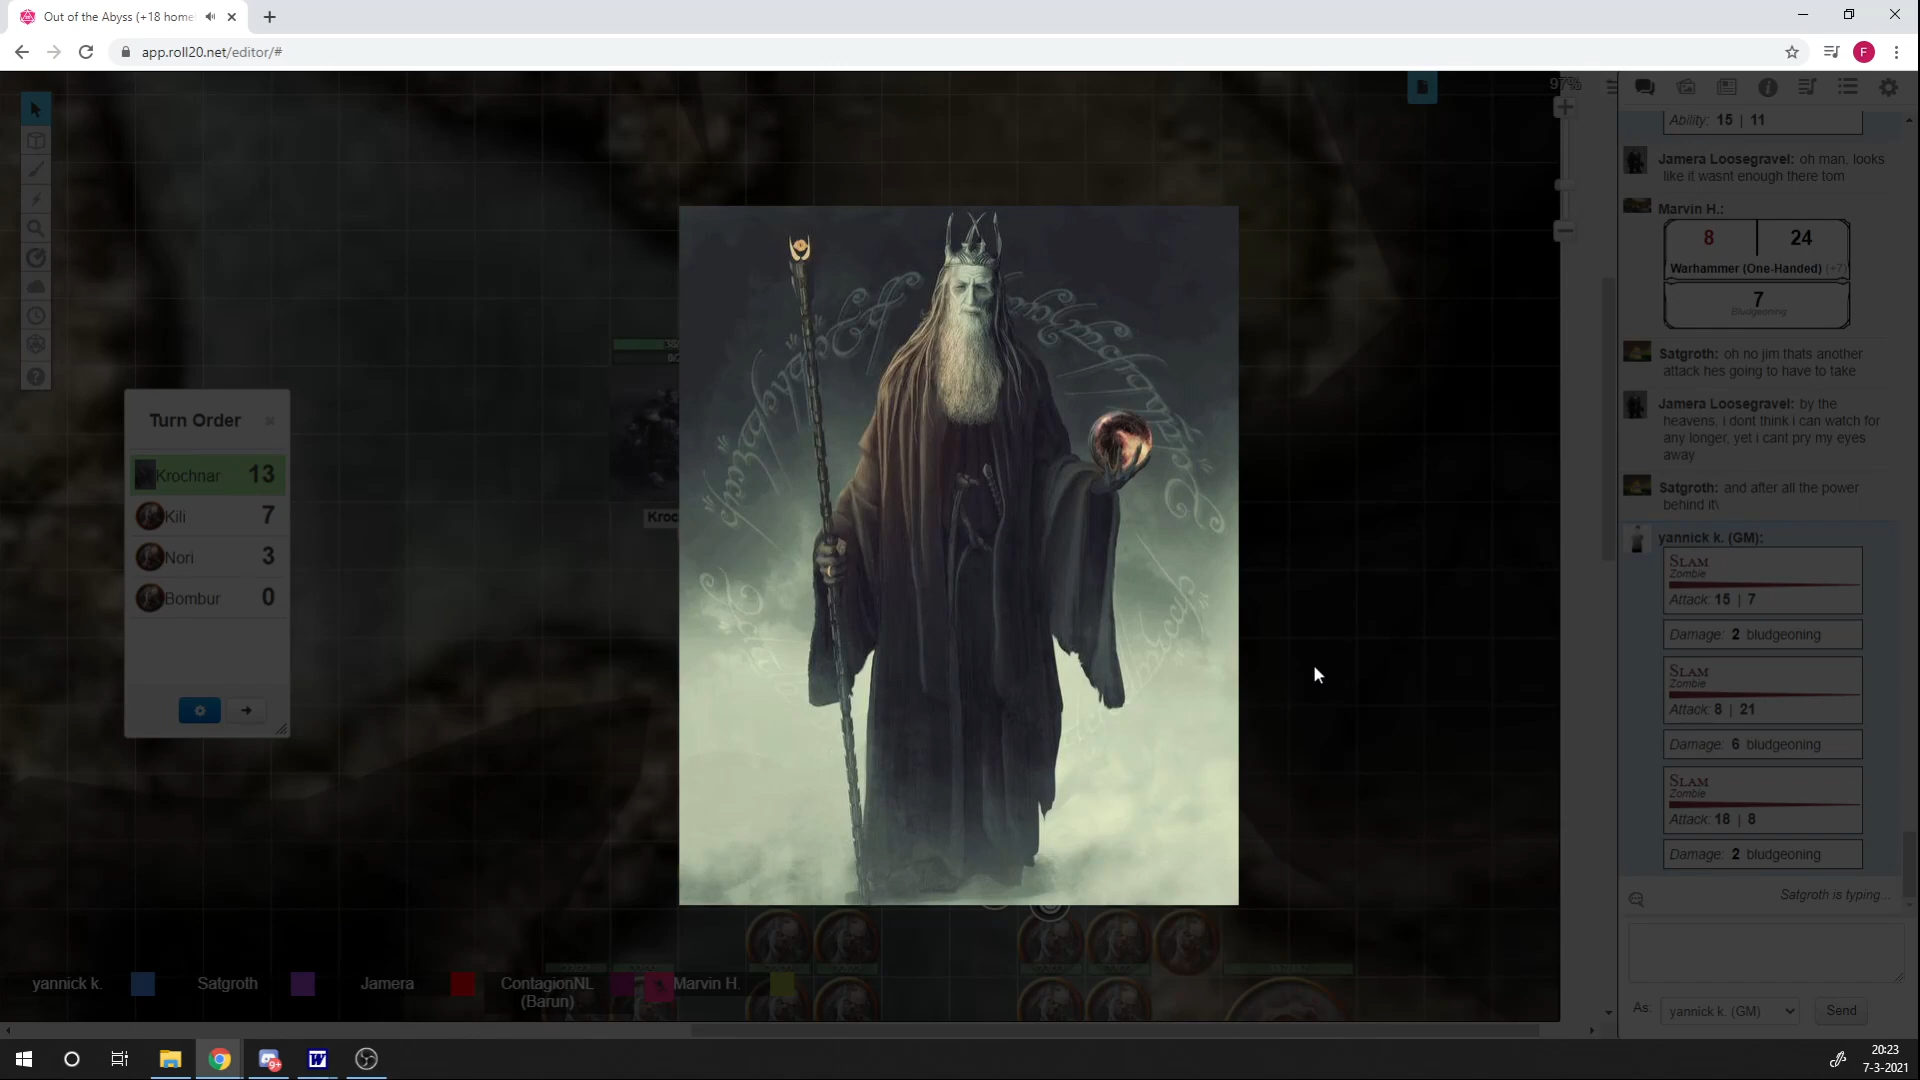 Out of the Abyss (+18 home
app.roll20.net/editor/#
97%
Ability: 15 | 11
Jamera Loosegravel: oh man, looks
like it wasnt enough there tom
Marvin H.:
8 24
Warhammer (One-Handed) (+7)
7
Bludgeoning
Satgroth: oh no jim thats another
attack hes going to have to take
Jamera Loosegravel: by the
heavens, i dont think i can watch for
any longer, yet i cant pry my eyes
away
Satgroth: and after all the power
behind it\
yannick k. (GM):
SLAM
Zombie
Attack: 15 | 7
Damage: 2 bludgeoning
SLAM
Zombie
Attack: 8 | 21
Damage: 6 bludgeoning
SLAM
Zombie
Attack: 18 | 8
Damage: 2 bludgeoning
Satgroth is typing...
As: yannick k. (GM) Send
Turn Order
Krochnar 13
Kili 7
Nori 3
Bombur 0
Kroc
yannick k. Satgroth Jamera ContagionNL Marvin H.
(Barun)
F
9+
W
20:23
7-3-2021